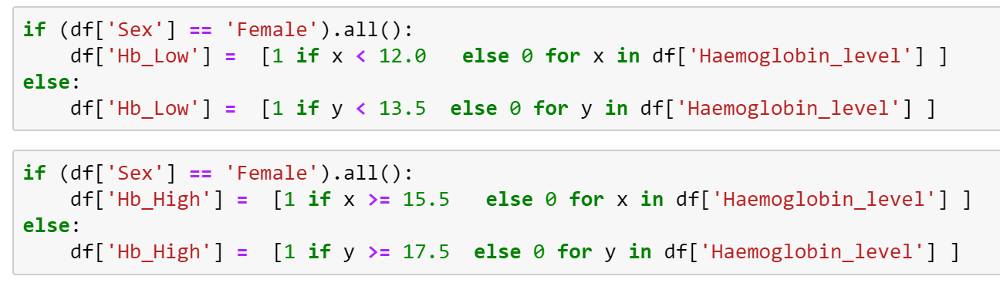 if (df['Sex'] == 'Female').all():
    df['Hb_Low'] =  [1 if x < 12.0   else 0 for x in df['Haemoglobin_level'] ]
else:
    df['Hb_Low'] =  [1 if y < 13.5  else 0 for y in df['Haemoglobin_level'] ]
if (df['Sex'] == 'Female').all():
    df['Hb_High'] =  [1 if x >= 15.5   else 0 for x in df['Haemoglobin_level'] ]
else:
    df['Hb_High'] =  [1 if y >= 17.5  else 0 for y in df['Haemoglobin_level'] ]